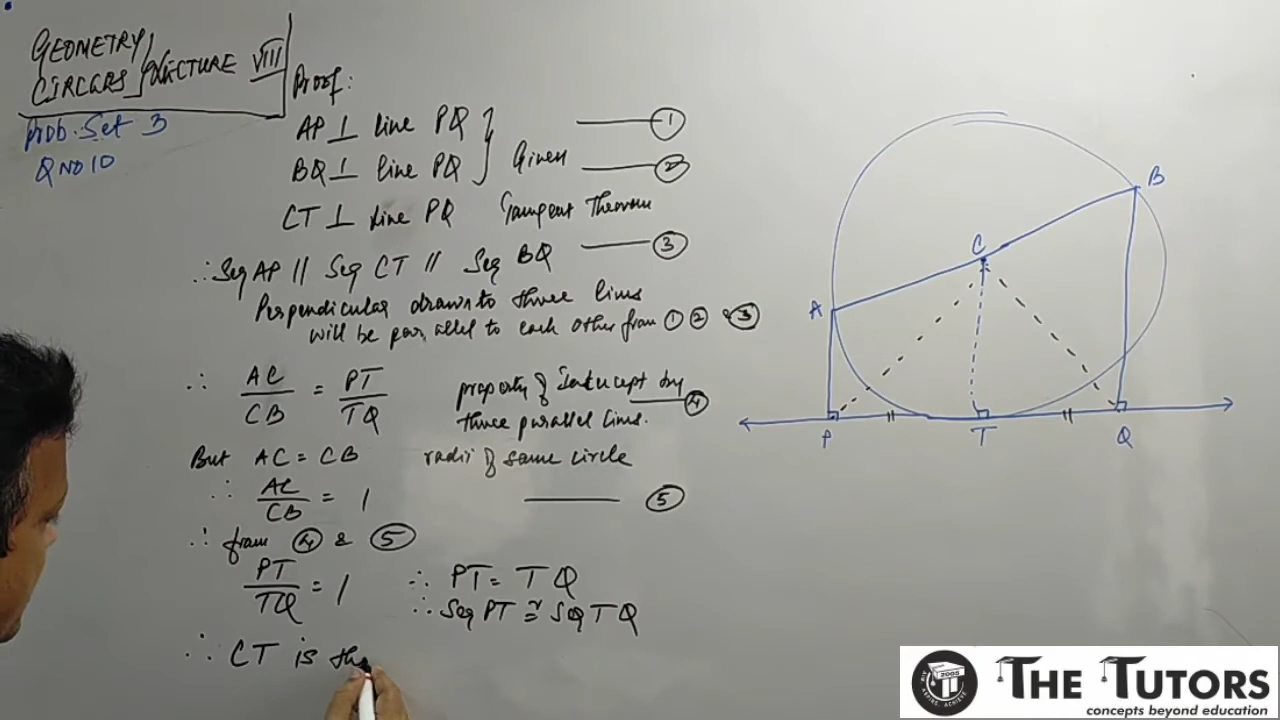 GEOMETRY
CIRCLES } LECTURE VIII
Prob. Set 3
Q NO 10
Proof:
AP ⊥ line PQ ——— ①
BQ ⊥ line PQ } Given ——— ②
CT ⊥ line PQ Tangent Theorem
——— ③
∴ Seg AP // Seg CT // Seg BQ
Perpendicular drawn to three lines
will be parallel to each other from ① ② & ③
∴ AC/CB = PT/TQ property of Intercept by
three parallel lines. ——— ④
But AC = CB radii of same circle
∴ AC/CB = 1 ——— ⑤
∴ from ④ & ⑤
PT/TQ = 1 ∴ PT = TQ
∴ Seg PT ≅ Seg TQ
∴ CT is the
A
B
C
P
T
Q
2005
THE TUTORS
concepts beyond education